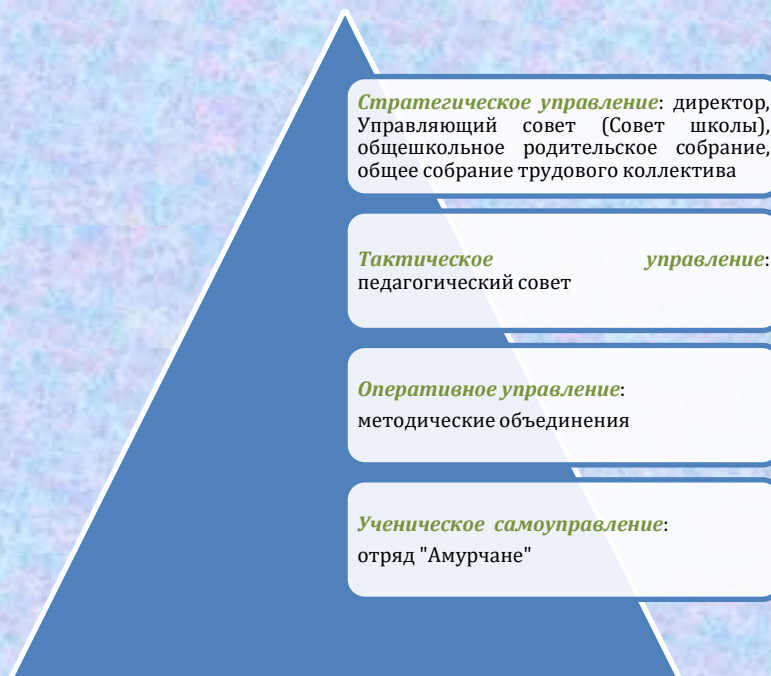 Стратегическое управление: директор,
Управляющий совет (Совет школы),
общешкольное родительское собрание,
общее собрание трудового коллектива
Тактическое управление:
педагогический совет
Оперативное управление:
методические объединения
Ученическое самоуправление:
отряд "Амурчане"